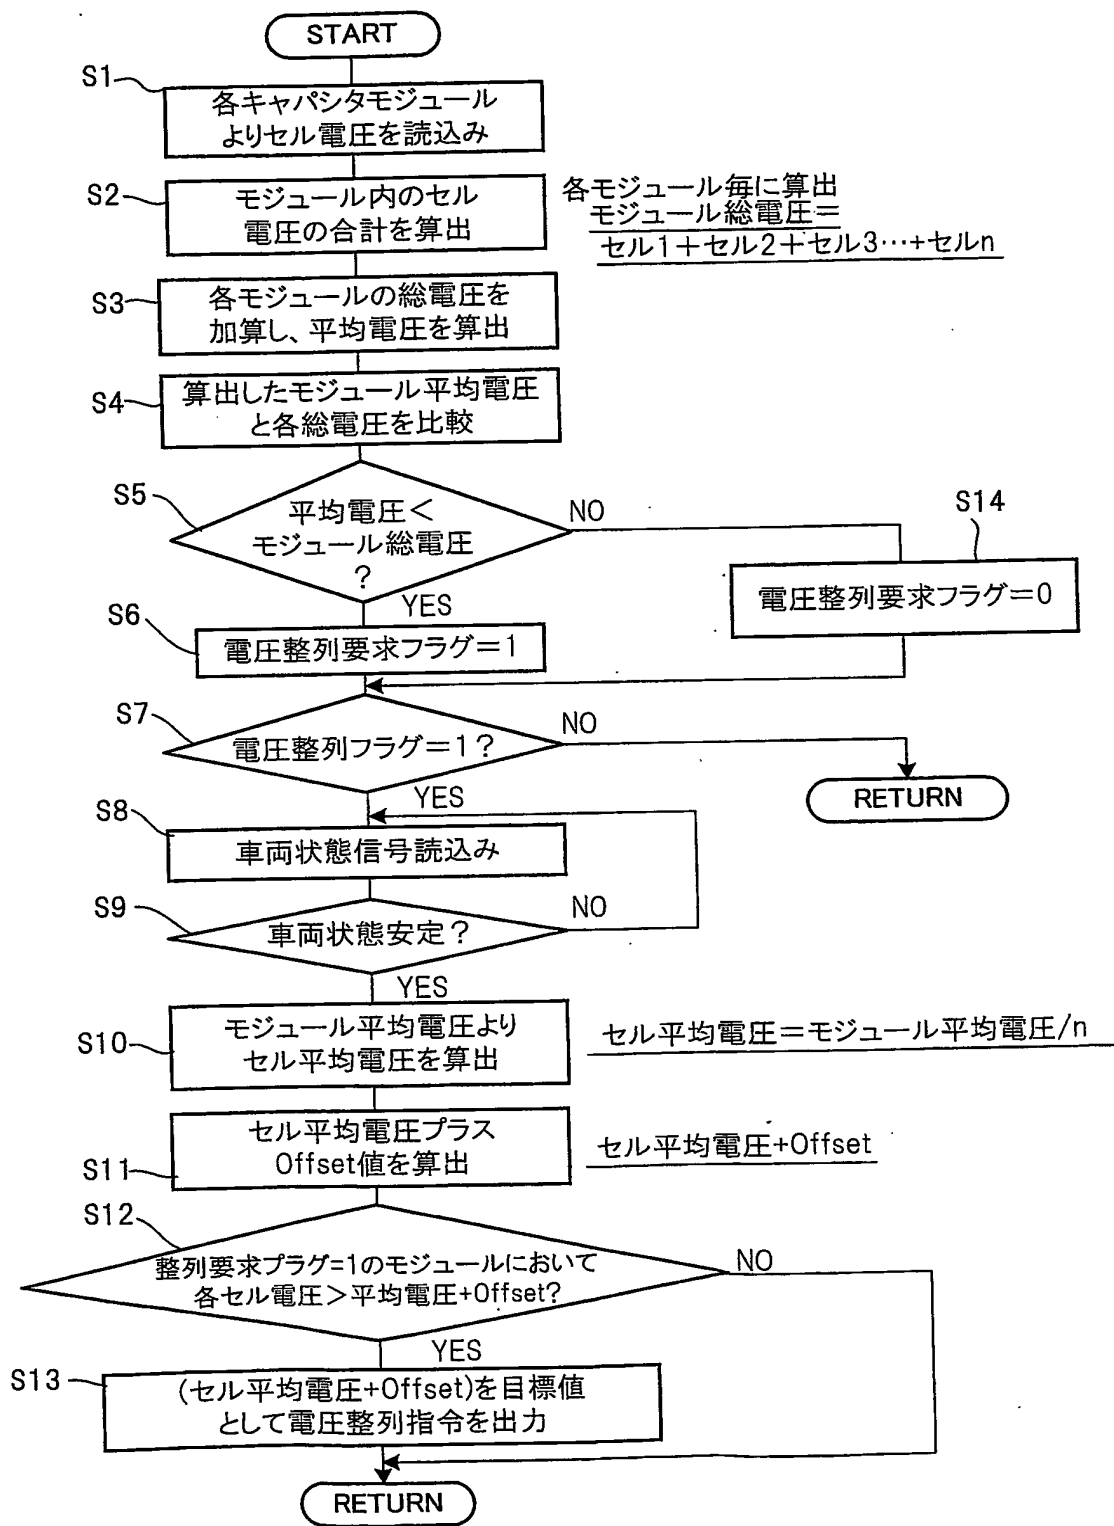 START
S1
各キャパシタモジュール
よりセル電圧を読込み
S2
モジュール内のセル
電圧の合計を算出
各モジュール毎に算出
モジュール総電圧＝
セル1＋セル2＋セル3…+セルn
S3
各モジュールの総電圧を
加算し、平均電圧を算出
S4
算出したモジュール平均電圧
と各総電圧を比較
S5
平均電圧＜
モジュール総電圧
？
NO
S14
電圧整列要求フラグ＝0
YES
S6
電圧整列要求フラグ＝1
S7
電圧整列フラグ＝1？
NO
RETURN
YES
S8
車両状態信号読込み
S9
車両状態安定？
NO
YES
S10
モジュール平均電圧より
セル平均電圧を算出
セル平均電圧＝モジュール平均電圧/n
S11
セル平均電圧プラス
Offset値を算出
セル平均電圧+Offset
S12
整列要求プラグ=1のモジュールにおいて
各セル電圧＞平均電圧+Offset?
NO
YES
S13
(セル平均電圧+Offset)を目標値
として電圧整列指令を出力
RETURN